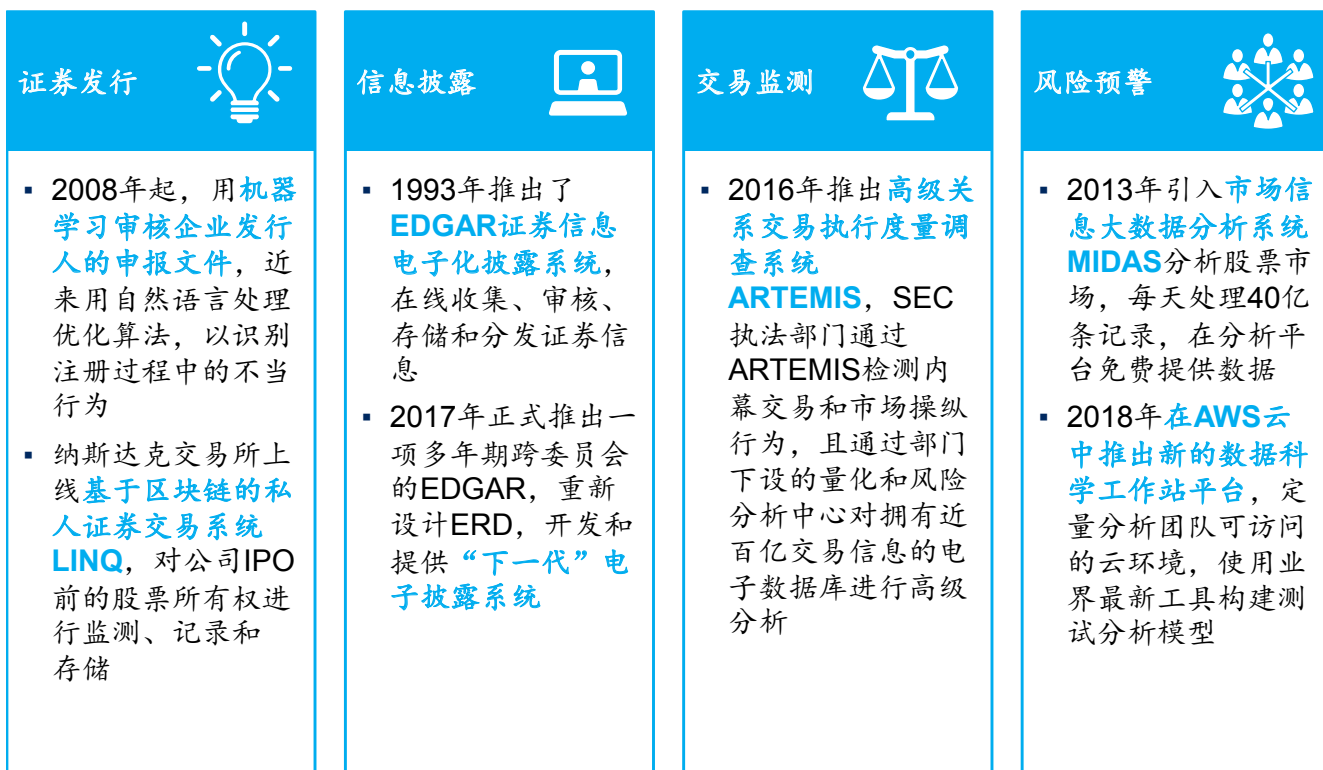 证券发行
▪ 2008年起，用机器
学习审核企业发行
人的申报文件，近
来用自然语言处理
优化算法，以识别
注册过程中的不当
行为
▪ 纳斯达克交易所上
线基于区块链的私
人证券交易系统
LINQ，对公司IPO
前的股票所有权进
行监测、记录和
存储
信息披露
▪ 1993年推出了
EDGAR证券信息
电子化披露系统，
在线收集、审核、
存储和分发证券信
息
▪ 2017年正式推出一
项多年期跨委员会
的EDGAR，重新
设计ERD，开发和
提供“下一代”电
子披露系统
交易监测
▪ 2016年推出高级关
系交易执行度量调
查系统
ARTEMIS，SEC
执法部门通过
ARTEMIS检测内
幕交易和市场操纵
行为，且通过部门
下设的量化和风险
分析中心对拥有近
百亿交易信息的电
子数据库进行高级
分析
风险预警
▪ 2013年引入市场信
息大数据分析系统
MIDAS分析股票市
场，每天处理40亿
条记录，在分析平
台免费提供数据
▪ 2018年在AWS云
中推出新的数据科
学工作站平台，定
量分析团队可访问
的云环境，使用业
界最新工具构建测
试分析模型